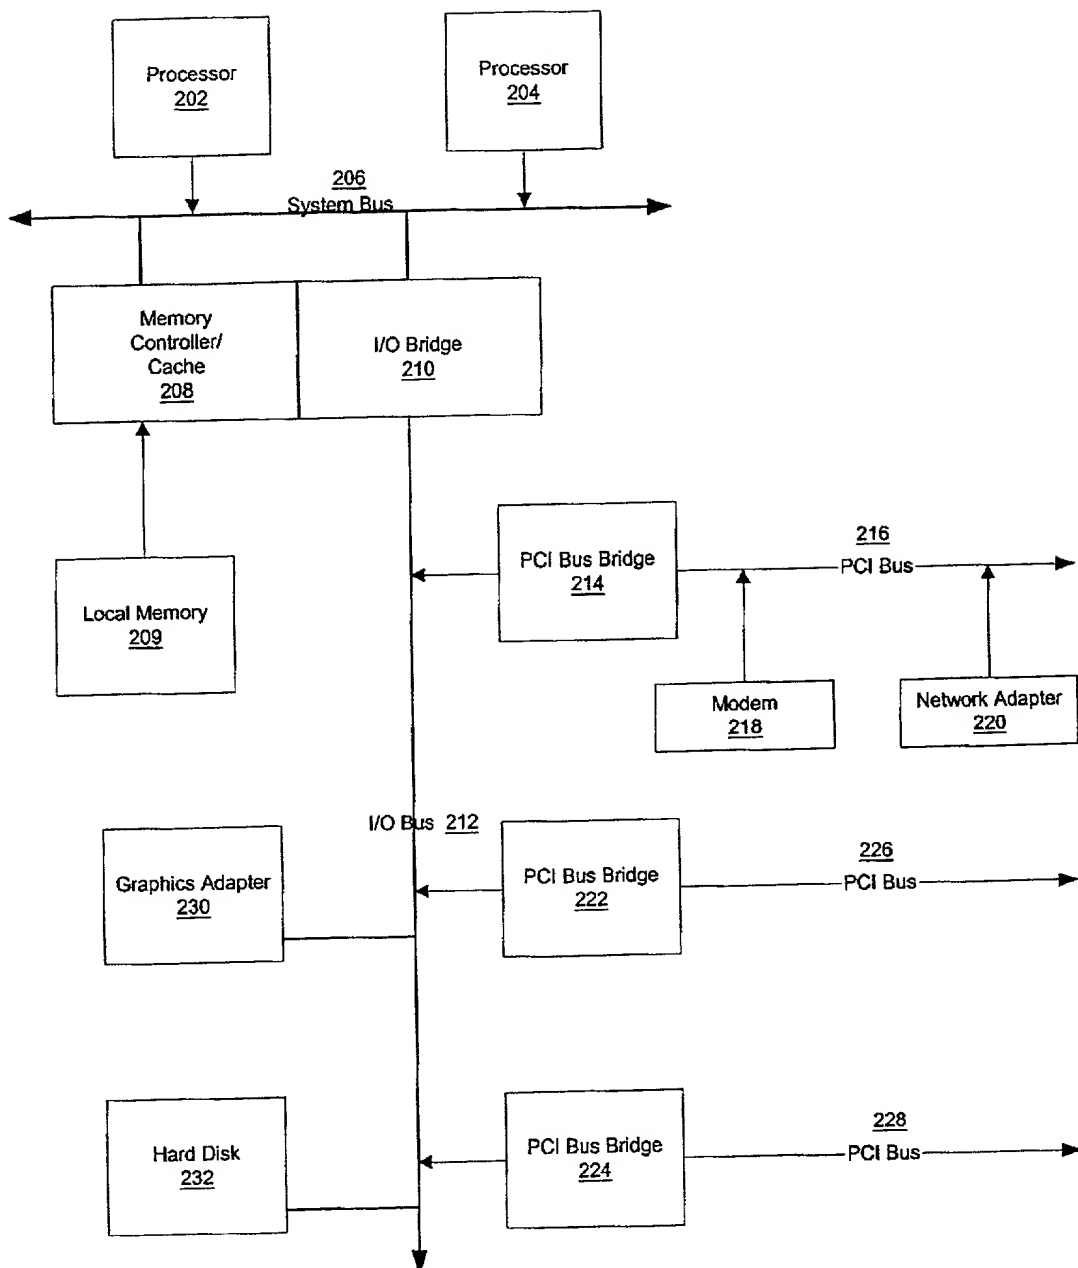 Processor
202
Processor
204
206
System Bus
Memory
Controller/
Cache
208
I/O Bridge
210
PCI Bus Bridge
214
216
PCI Bus
Local Memory
209
Modem
218
Network Adapter
220
I/O Bus 212
Graphics Adapter
230
PCI Bus Bridge
222
226
PCI Bus
Hard Disk
232
PCI Bus Bridge
224
228
PCI Bus